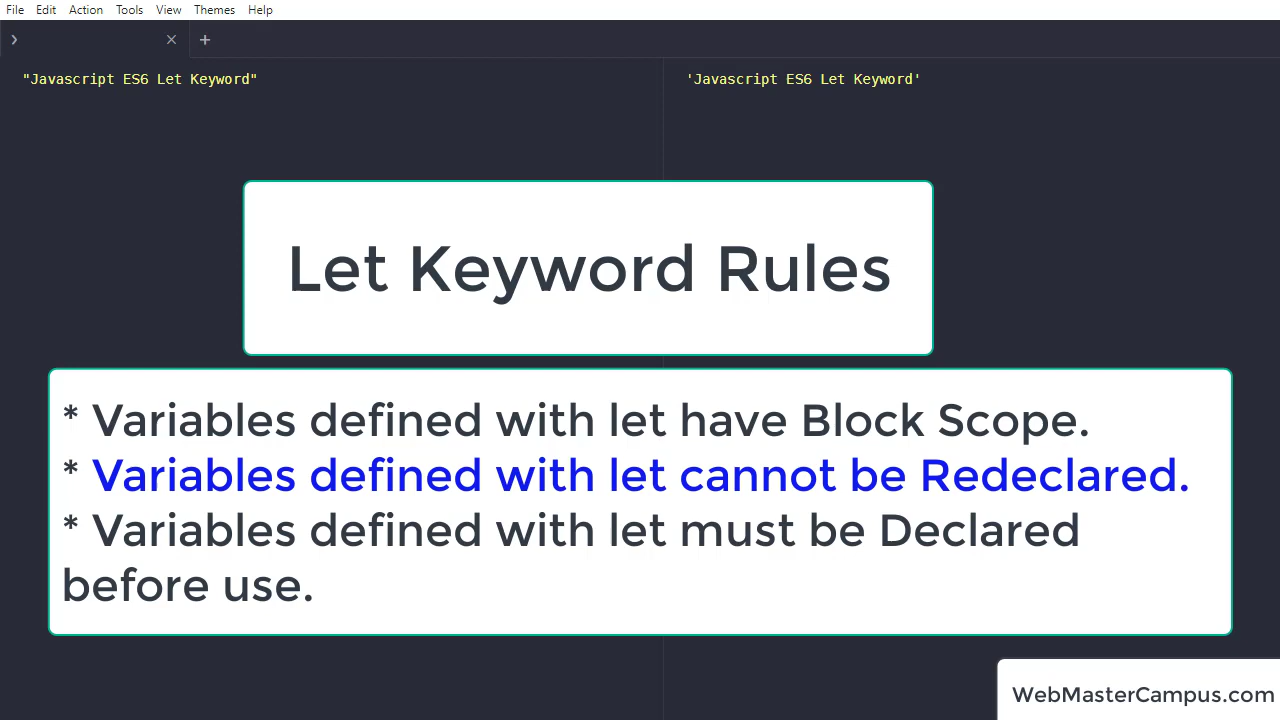 File Edit Action Tools View Themes Help
"Javascript ES6 Let Keyword"
'Javascript ES6 Let Keyword'
Let Keyword Rules
* Variables defined with let have Block Scope.
* Variables defined with let cannot be Redeclared.
* Variables defined with let must be Declared
before use.
WebMasterCampus.com